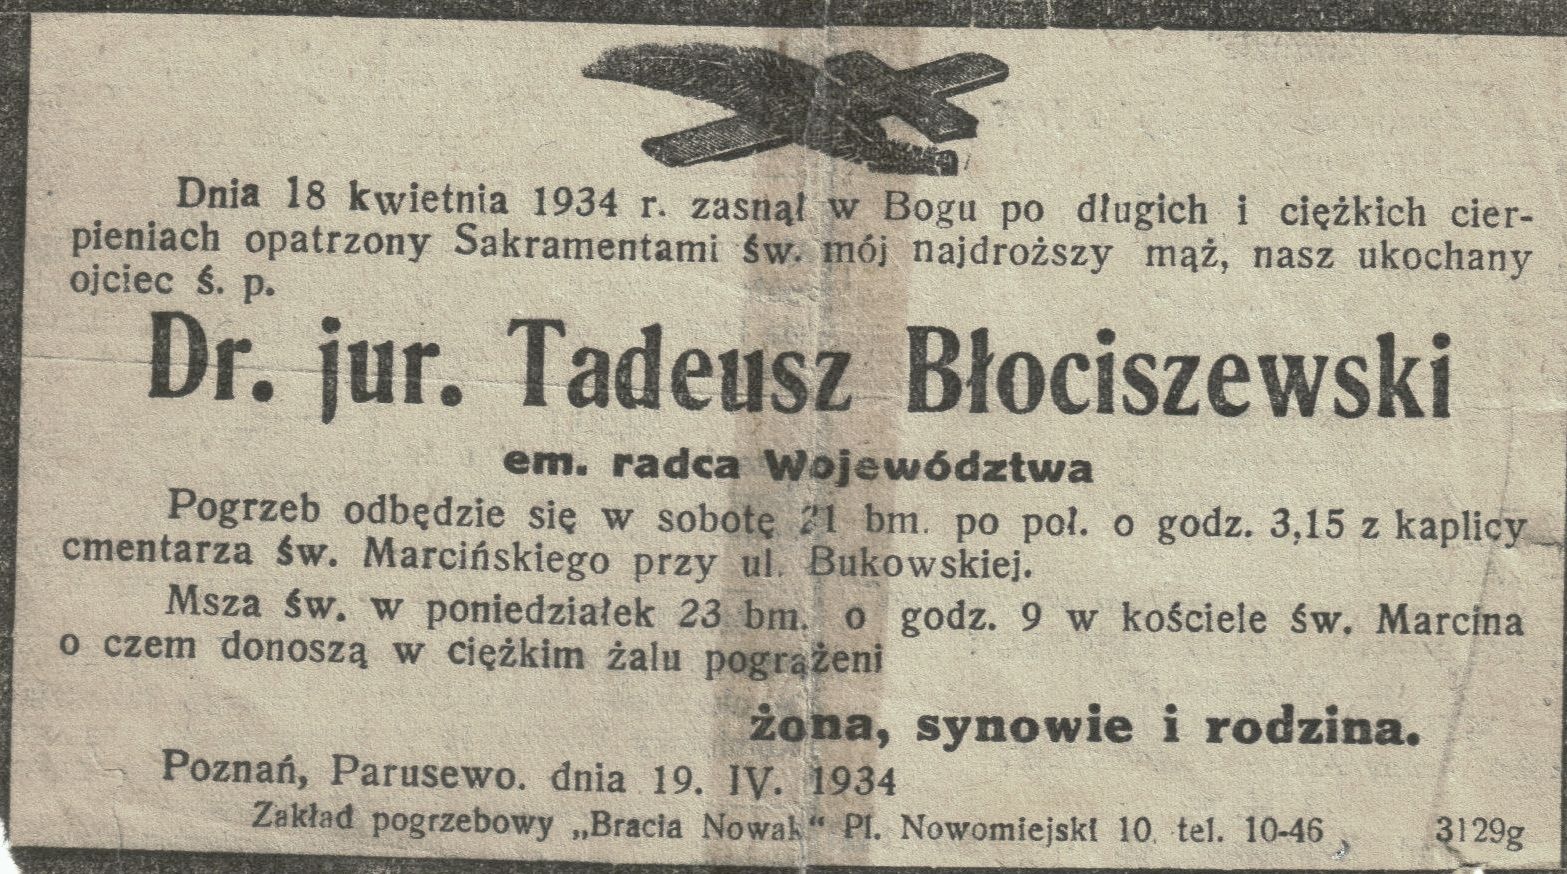 Dnia 18 kwietnia 1934 r. zasnął w Bogu po długich i ciężkich cier-
pieniach opatrzony Sakramentami św. mój najdroższy mąż, nasz ukochany
ojciec ś. p.
Dr. jur. Tadeusz Błociszewski
em. radca Województwa
Pogrzeb odbędzie się w sobotę 21 bm. po poł. o godz. 3,15 z kaplicy
cmentarza św. Marcińskiego przy ul. Bukowskiej.
Msza św. w poniedziałek 23 bm. o godz. 9 w kościele św. Marcina
o czem donoszą w ciężkim żalu pogrążeni
żona, synowie i rodzina.
Poznań, Parusewo. dnia 19. IV. 1934
Zakład pogrzebowy „Bracia Nowak“ Pl. Nowomiejski 10, tel. 10-46 3129g